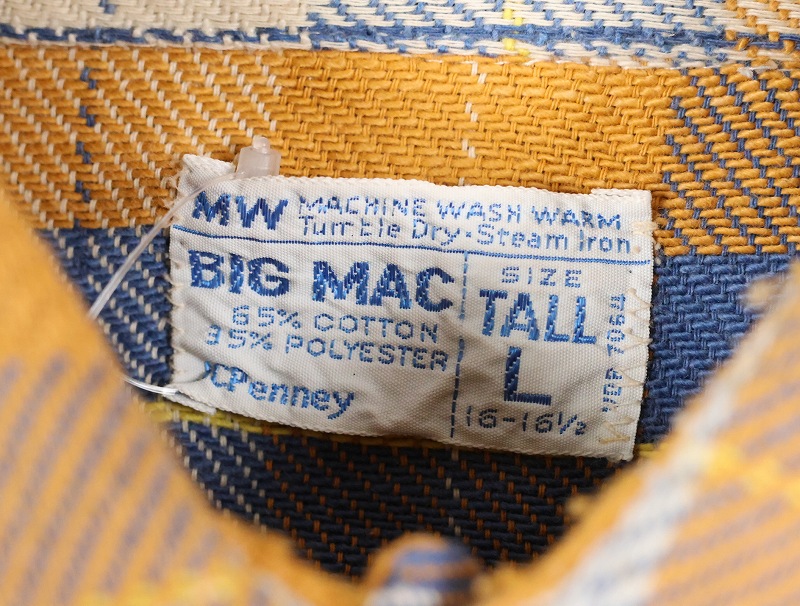 MW MACHINE WASH WARM
Tumble Dry · Steam Iron
BIG MAC
65% COTTON
35% POLYESTER
JCPenney
SIZE
TALL
L
16-16½